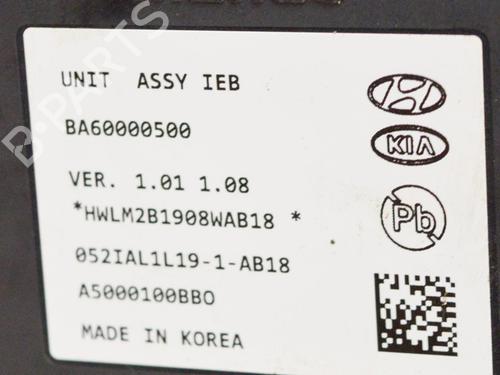 UNIT ASSY IEB
BA60000500
KIA
VER. 1.01 1.08
*HWLM2B1908WAB18 *
Pb
052IAL1L19-1-AB18
A5000100BBO
MADE IN KOREA
B-PARTS